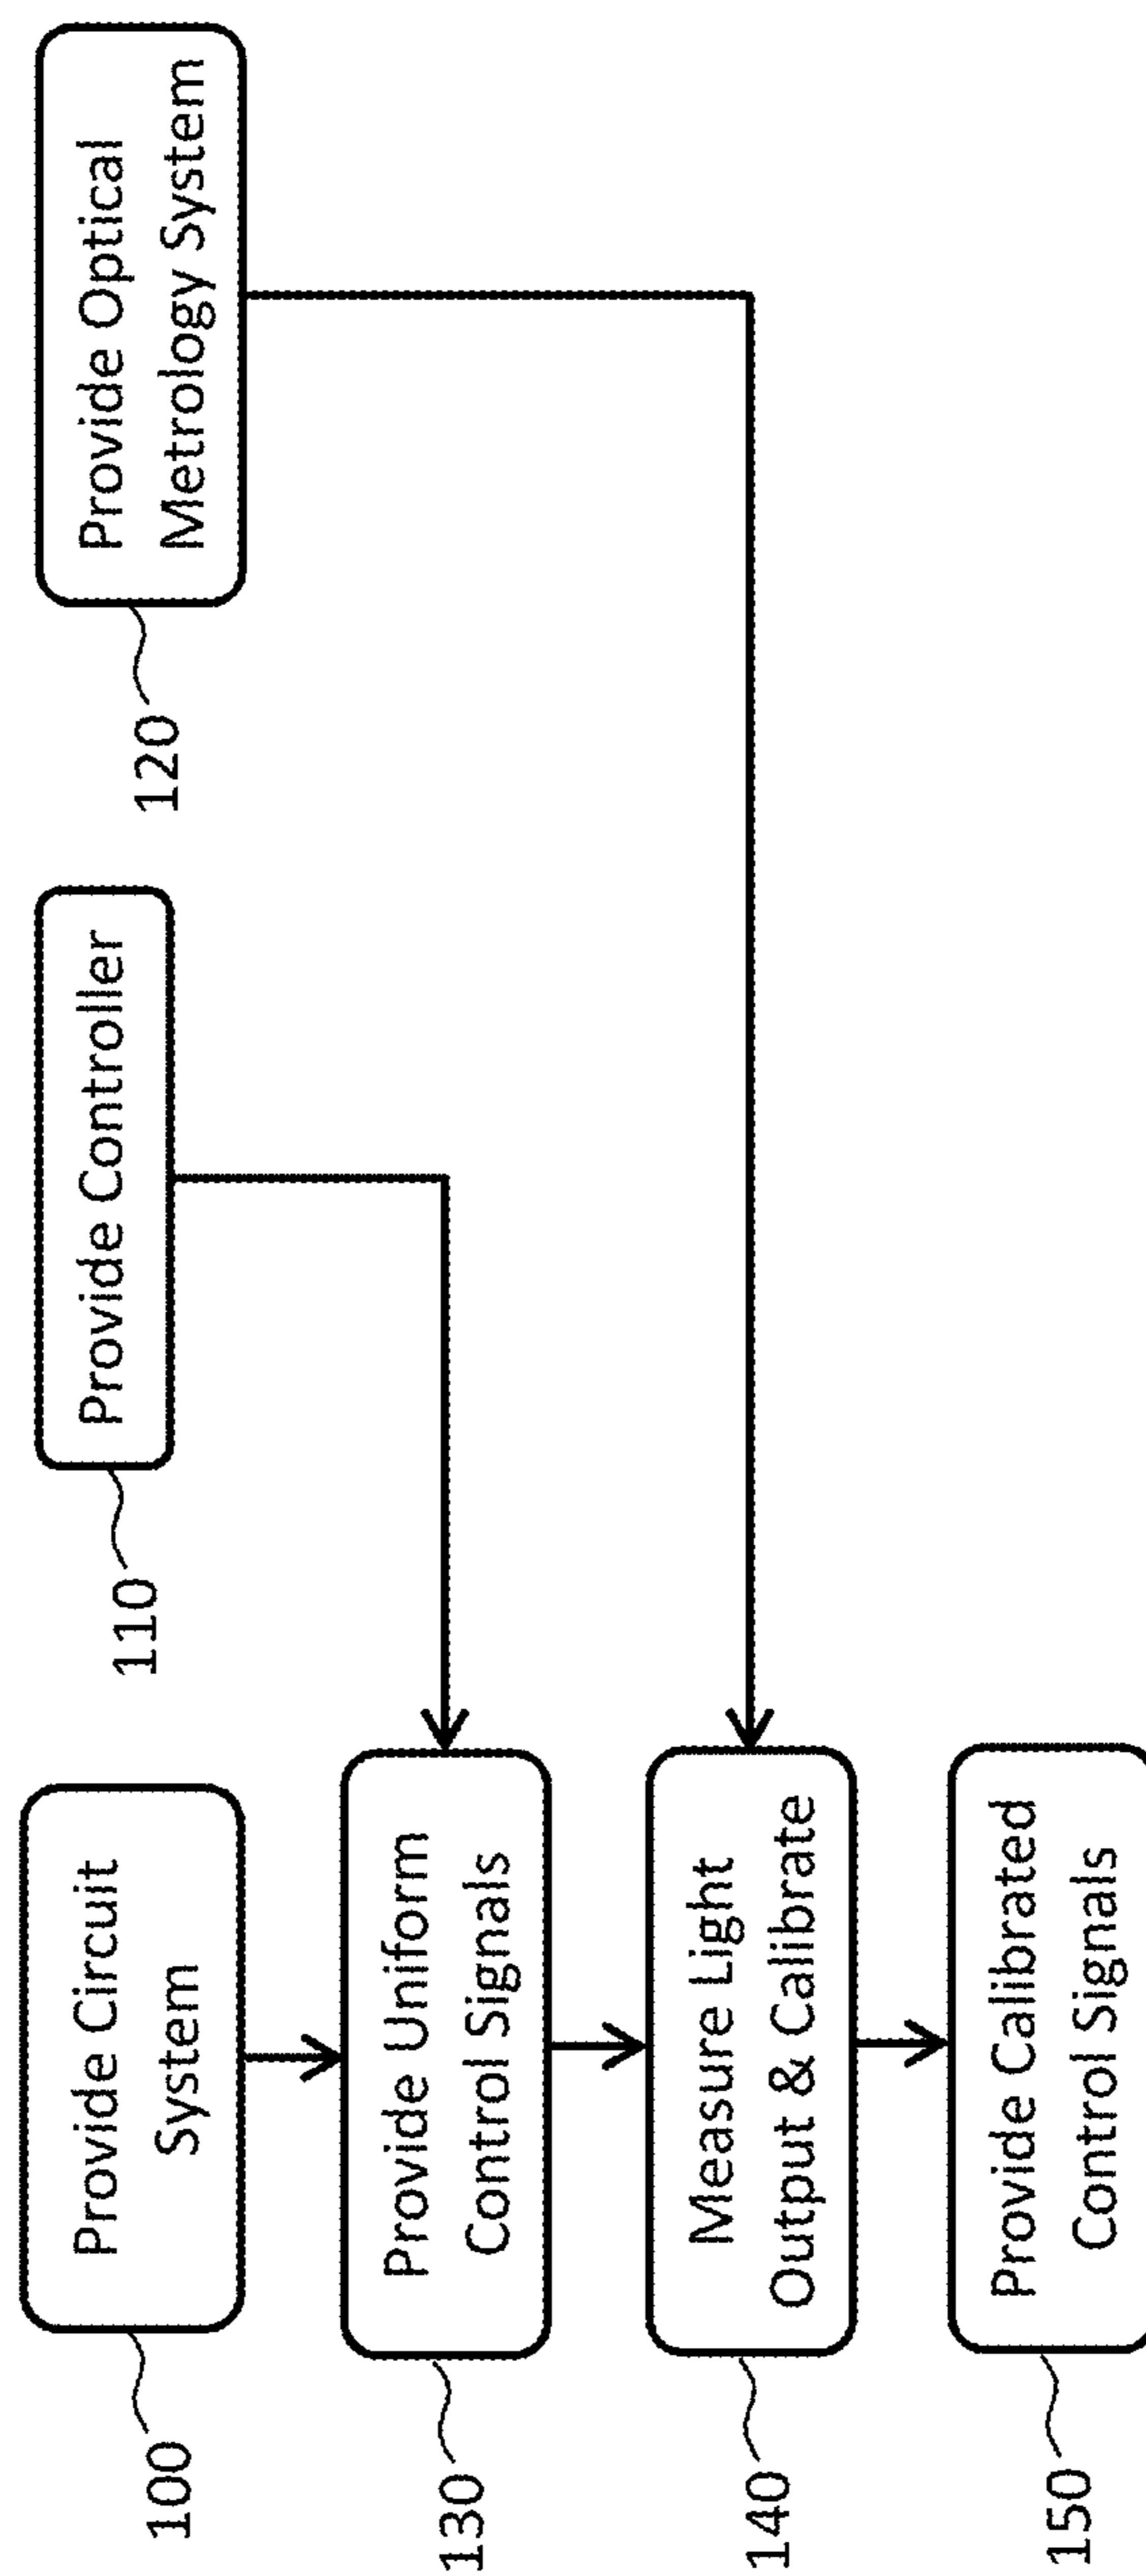 100
Provide Circuit
System
110
Provide Controller
120
Provide Optical
Metrology System
130
Provide Uniform
Control Signals
140
Measure Light
Output & Calibrate
150
Provide Calibrated
Control Signals